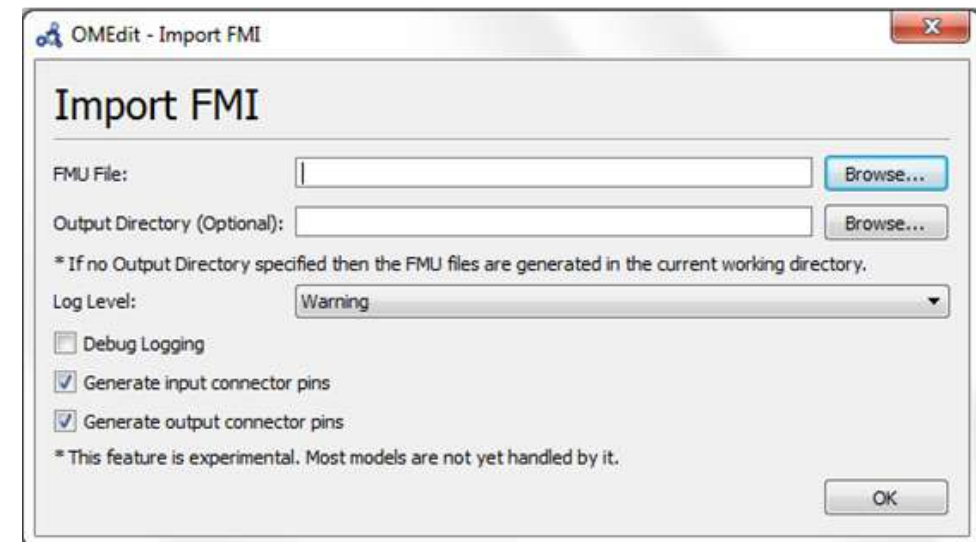 OMEdit - Import FMI
Import FMI
FMU File:
Browse...
Output Directory (Optional):
Browse...
* If no Output Directory specified then the FMU files are generated in the current working directory.
Log Level:
Warning
Debug Logging
Generate input connector pins
Generate output connector pins
* This feature is experimental. Most models are not yet handled by it.
OK